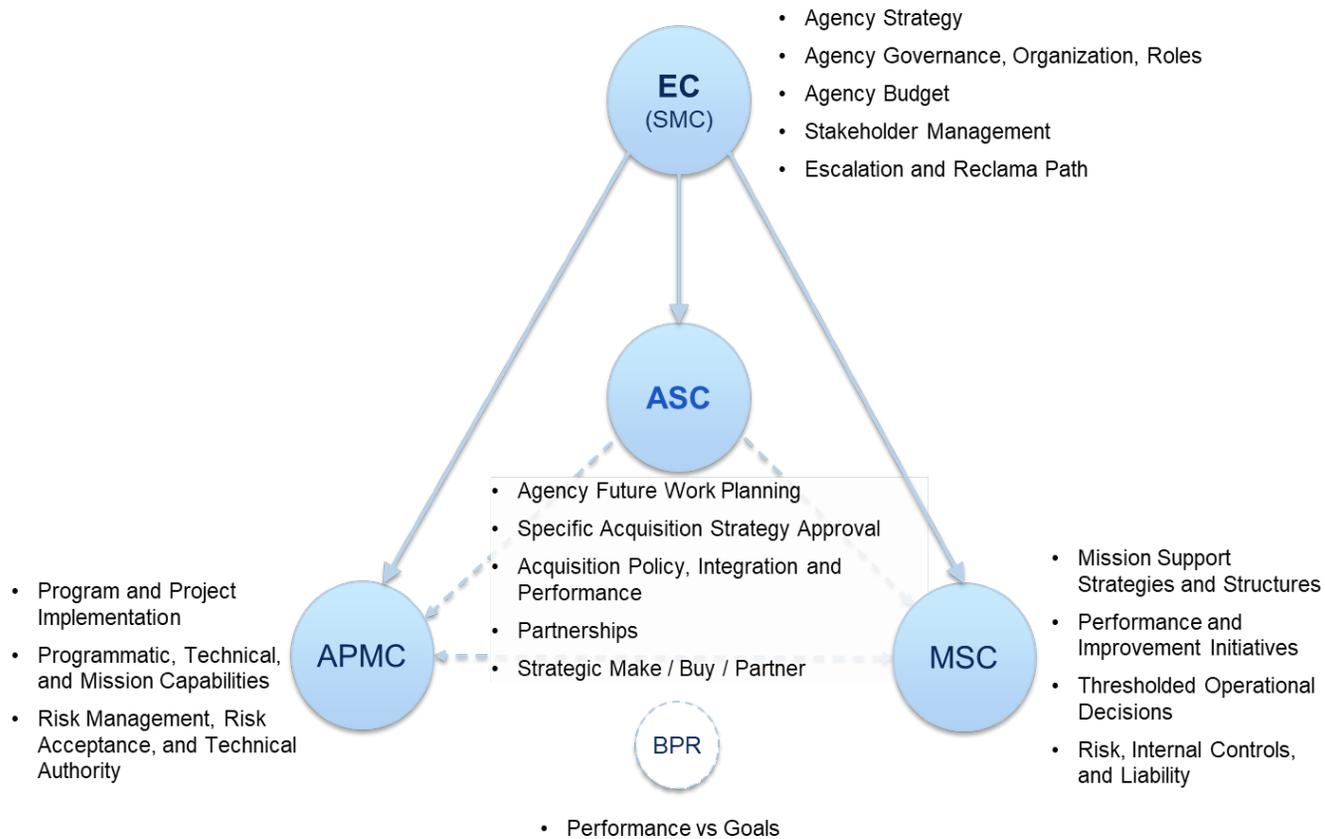 EC
(SMC)
• Agency Strategy
• Agency Governance, Organization, Roles
• Agency Budget
• Stakeholder Management
• Escalation and Reclama Path
ASC
• Agency Future Work Planning
• Specific Acquisition Strategy Approval
• Acquisition Policy, Integration and
Performance
• Partnerships
• Strategic Make / Buy / Partner
• Program and Project
Implementation
• Programmatic, Technical,
and Mission Capabilities
• Risk Management, Risk
Acceptance, and Technical
Authority
APMC
MSC
• Mission Support
Strategies and Structures
• Performance and
Improvement Initiatives
• Thresholded Operational
Decisions
• Risk, Internal Controls,
and Liability
BPR
• Performance vs Goals